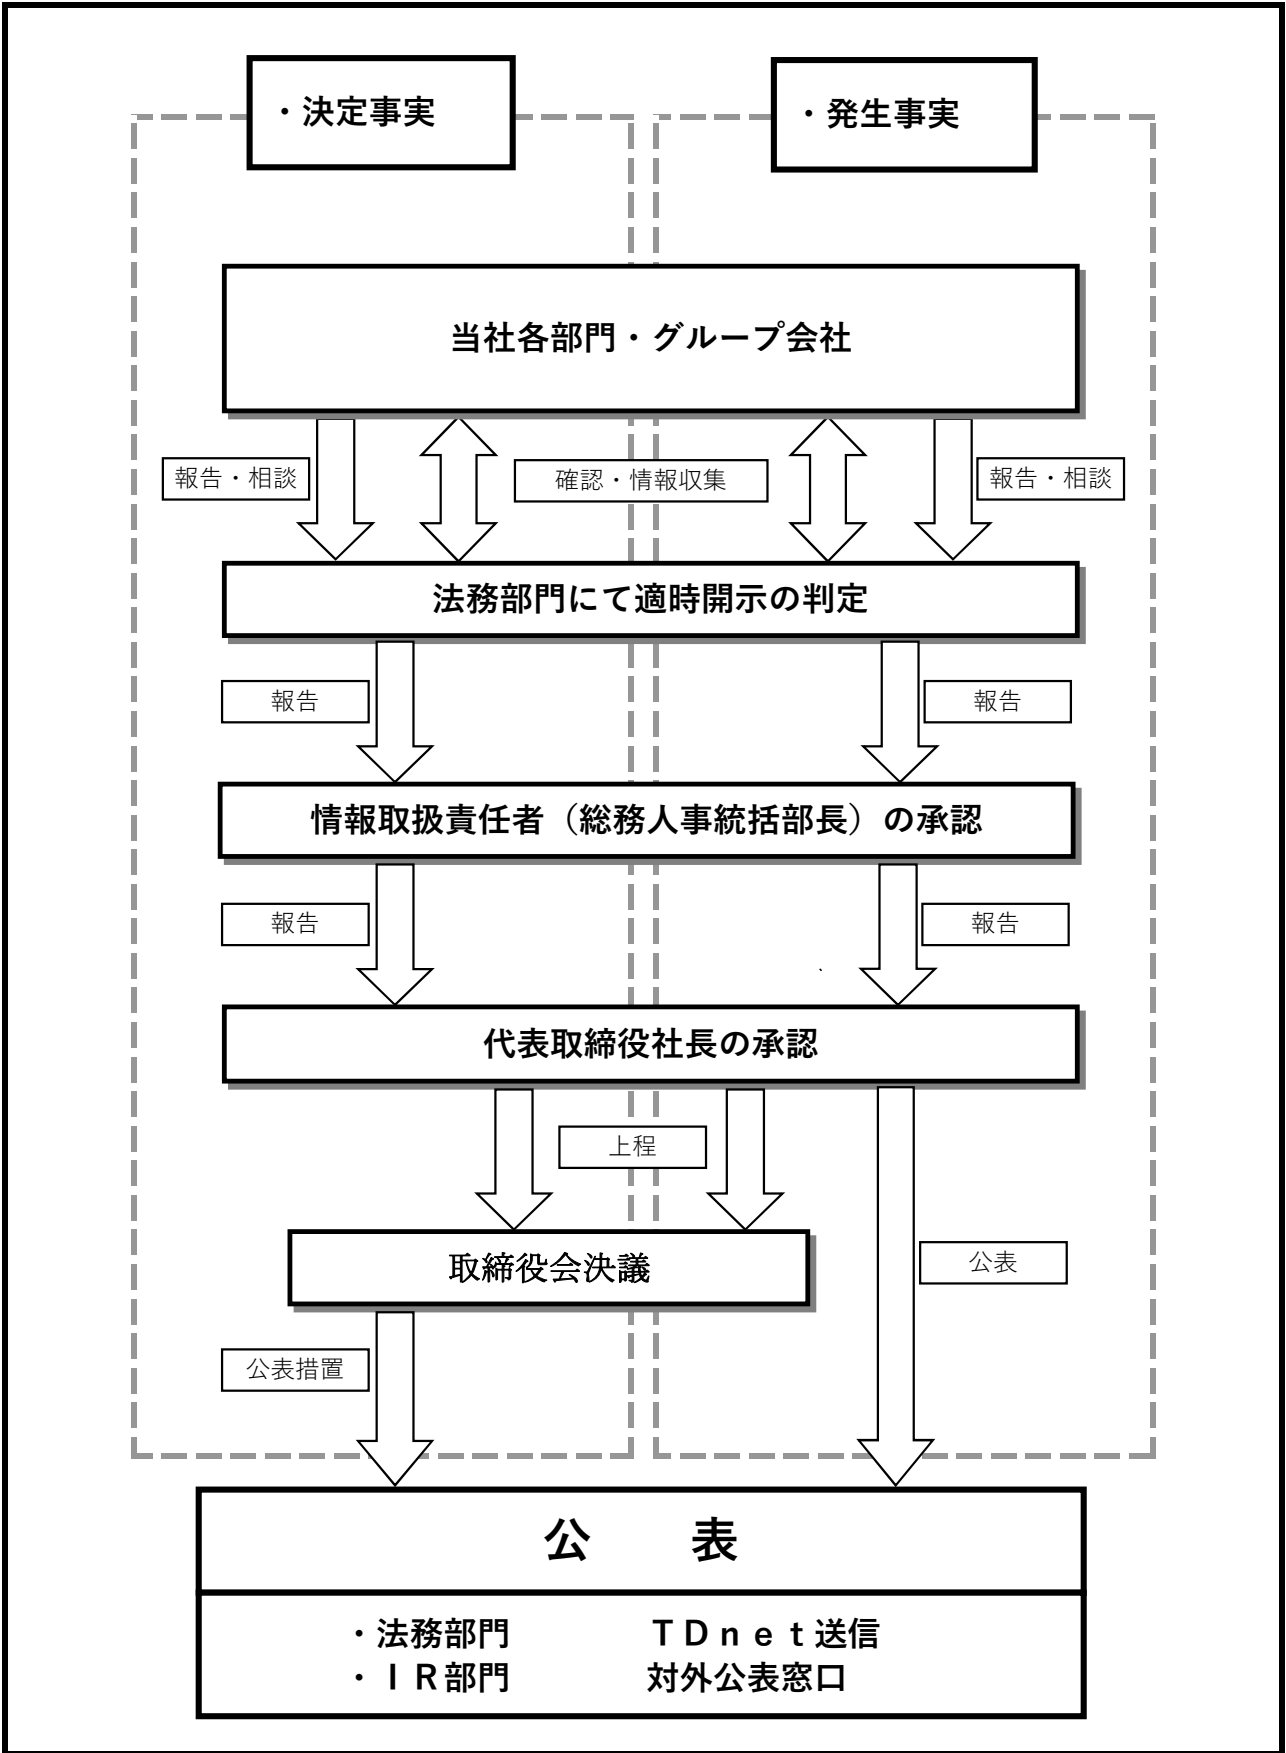 ・決定事実
・発生事実
当社各部門・グループ会社
報告・相談
確認・情報収集
報告・相談
法務部門にて適時開示の判定
報告
報告
情報取扱責任者（総務人事統括部長）の承認
報告
報告
代表取締役社長の承認
上程
取締役会決議
公表
公表措置
公　　表
・法務部門　　　　ＴＤｎｅｔ送信
・ＩＲ部門　　　　対外公表窓口